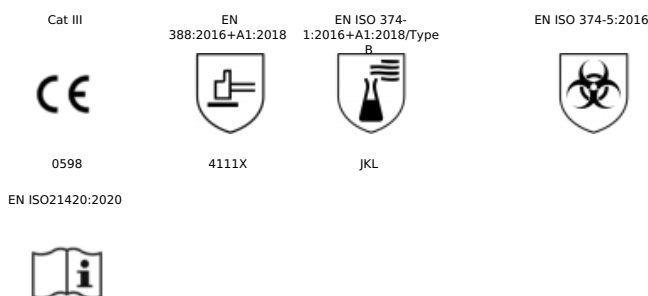 Cat III
EN
388:2016+A1:2018
EN ISO 374-
1:2016+A1:2018/Type
B
EN ISO 374-5:2016
CE
0598
4111X
JKL
EN ISO21420:2020
i